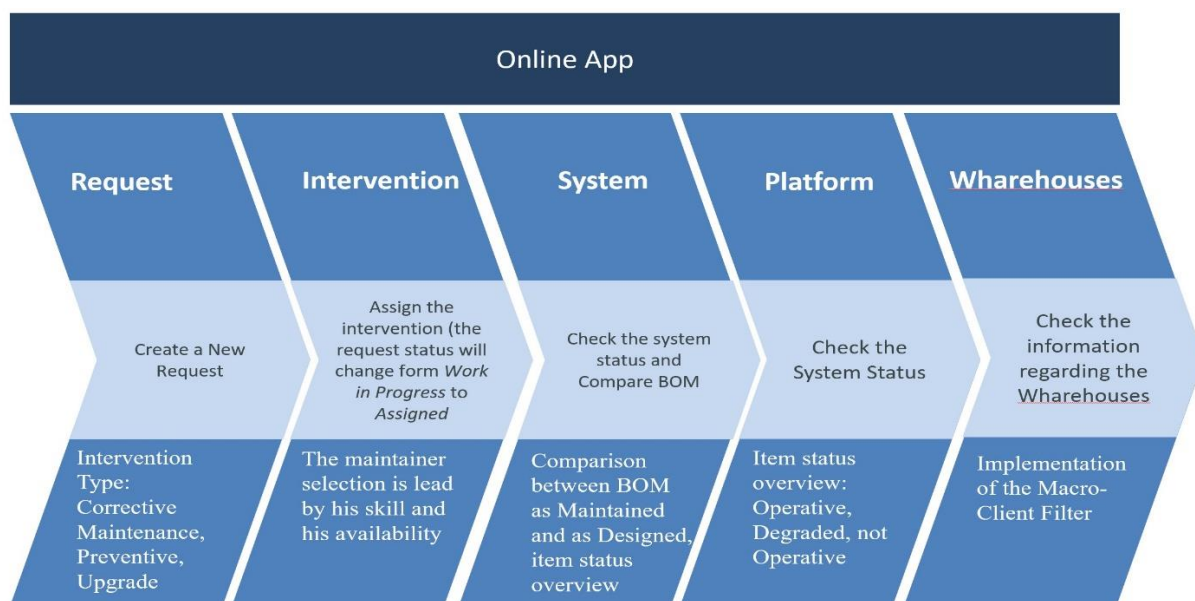 Online App
Request
Intervention
System
Platform
Wharehouses
Create a New
Request
Assign the
intervention (the
request status will
change form Work
in Progress to
Assigned
Check the system
status and
Compare BOM
Check the
System Status
Check the
information
regarding the
Wharehouses
Intervention
Type:
Corrective
Maintenance,
Preventive,
Upgrade
The maintainer
selection is lead
by his skill and
his availability
Comparison
between BOM
as Maintained
and as Designed,
item status
overview
Item status
overview:
Operative,
Degraded, not
Operative
Implementation
of the Macro-
Client Filter